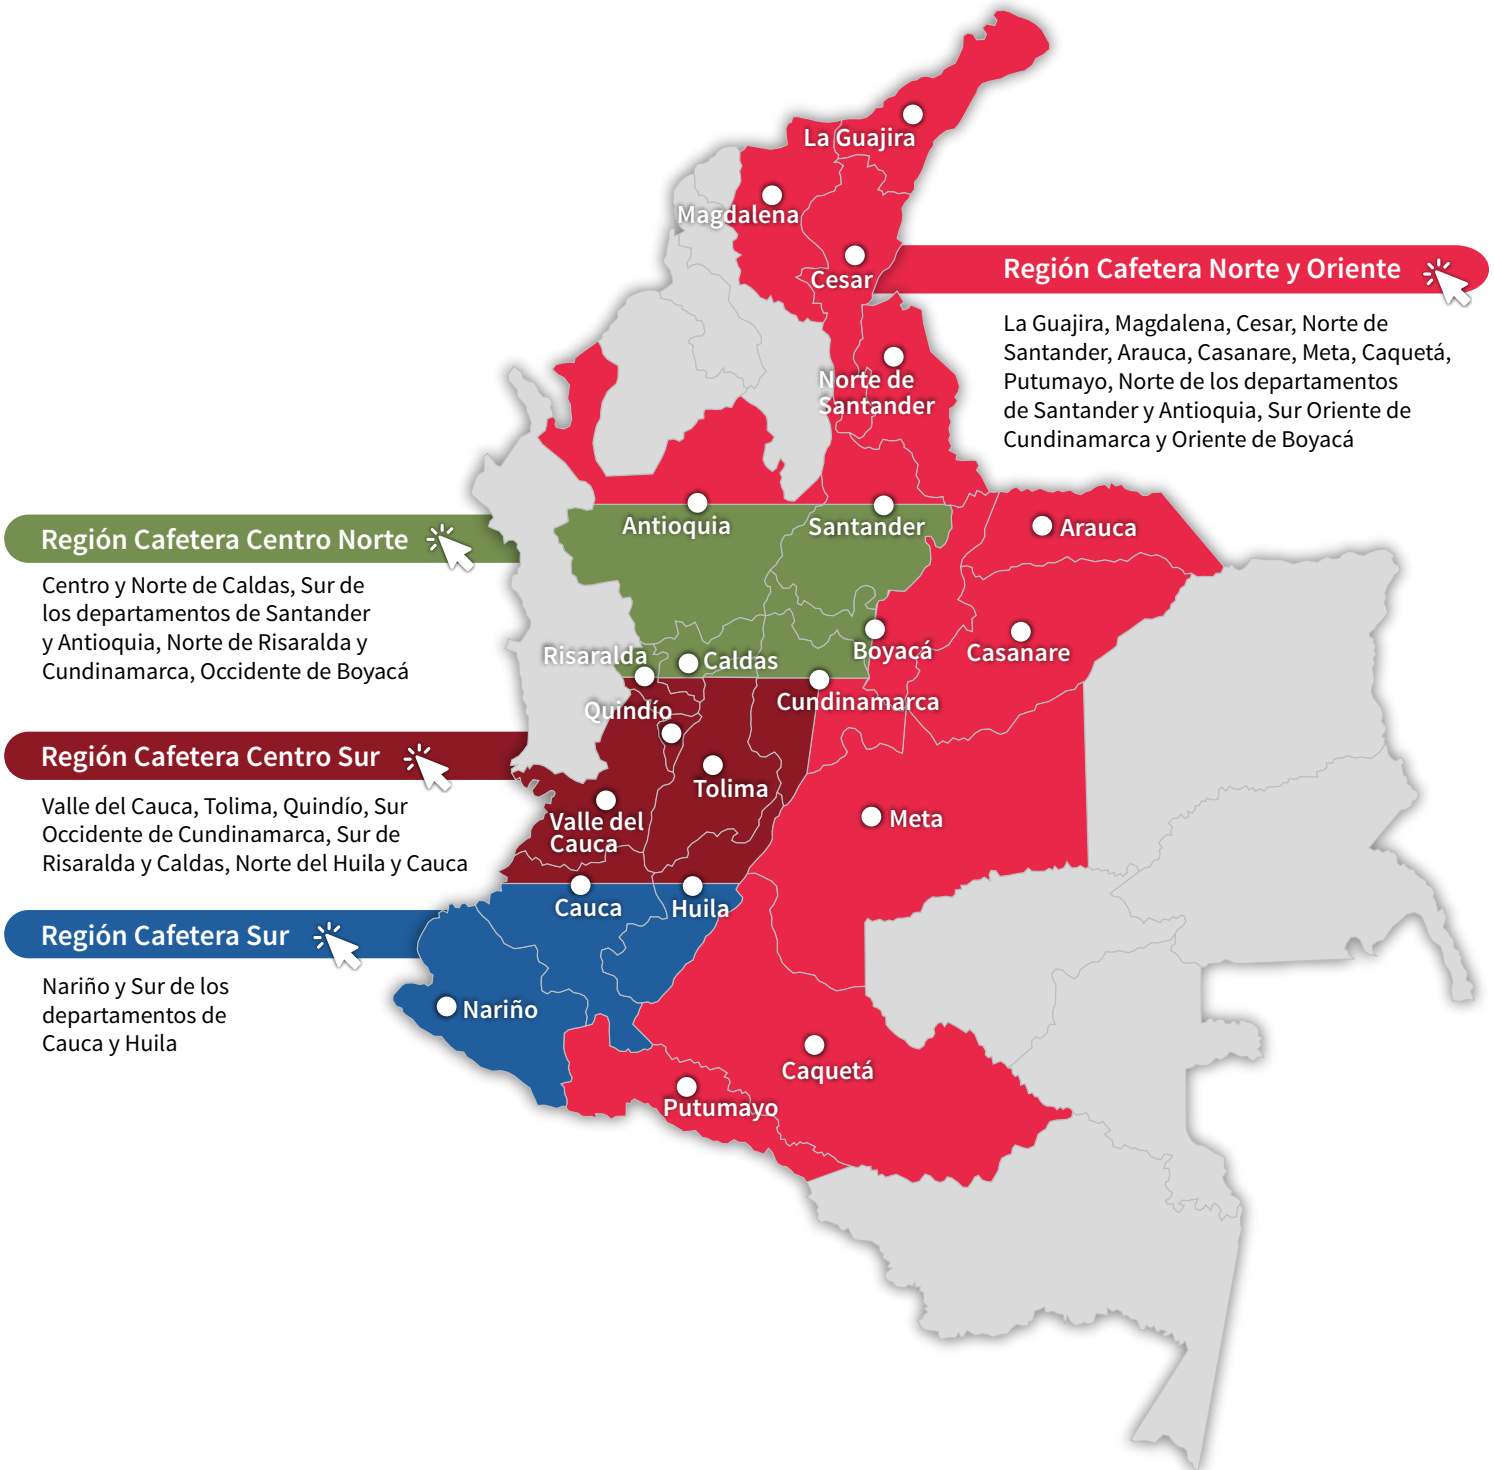 La Guajira
Magdalena
Cesar
Región Cafetera Norte y Oriente
La Guajira, Magdalena, Cesar, Norte de
Santander, Arauca, Casanare, Meta, Caquetá,
Putumayo, Norte de los departamentos
de Santander y Antioquia, Sur Oriente de
Cundinamarca y Oriente de Boyacá
Norte de
Santander
Antioquia
Santander
Arauca
Región Cafetera Centro Norte
Centro y Norte de Caldas, Sur de
los departamentos de Santander
y Antioquia, Norte de Risaralda y
Cundinamarca, Occidente de Boyacá
Risaralda
Caldas
Boyacá
Casanare
Quindío
Cundinamarca
Región Cafetera Centro Sur
Valle del Cauca, Tolima, Quindío, Sur
Occidente de Cundinamarca, Sur de
Risaralda y Caldas, Norte del Huila y Cauca
Tolima
Valle del
Cauca
Meta
Cauca
Huila
Región Cafetera Sur
Nariño y Sur de los
departamentos de
Cauca y Huila
Nariño
Caquetá
Putumayo